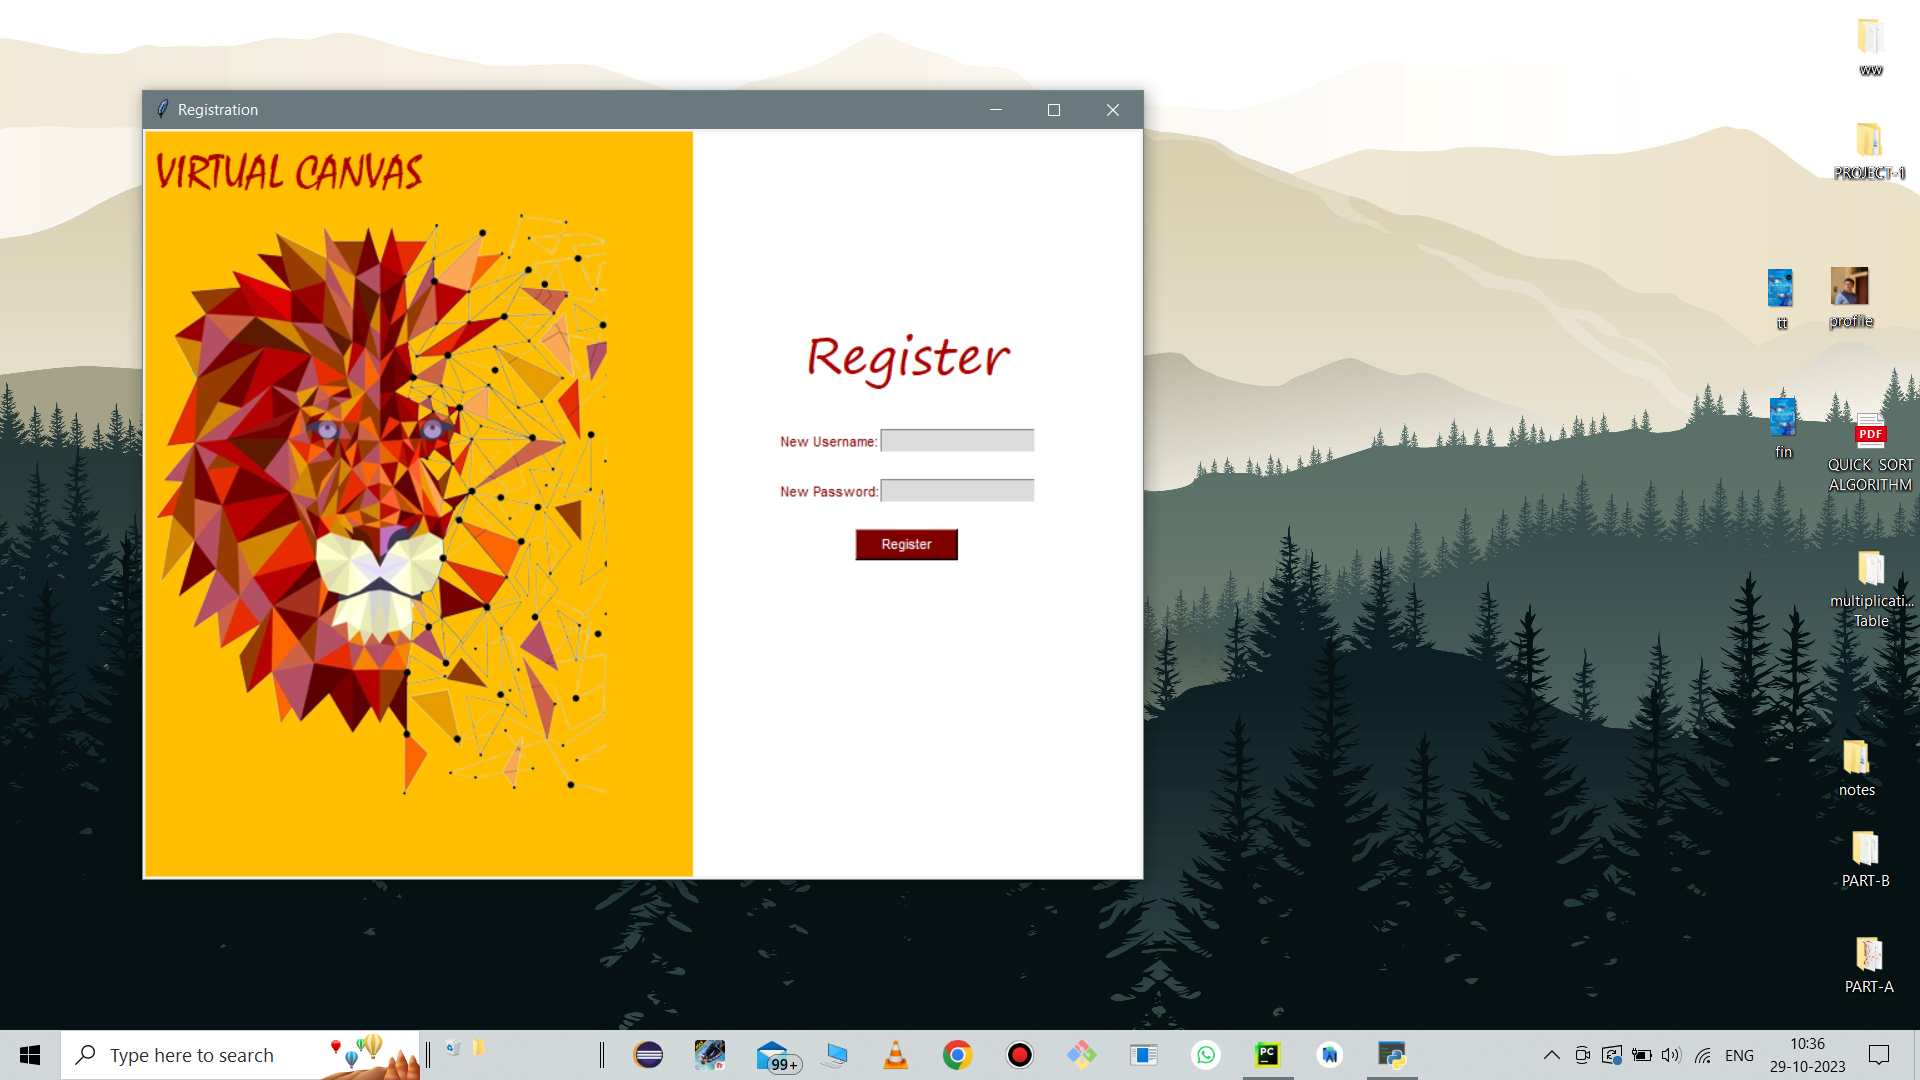 Registration
VIRTUAL CANVAS
Register
New Username:
New Password:
Register
ww
PROJECT-1
tt
profile
fin
PDF
QUICK SORT
ALGORITHM
multiplicati...
Table
notes
PART-B
PART-A
Type here to search
99+
PC
ENG
10:36
29-10-2023